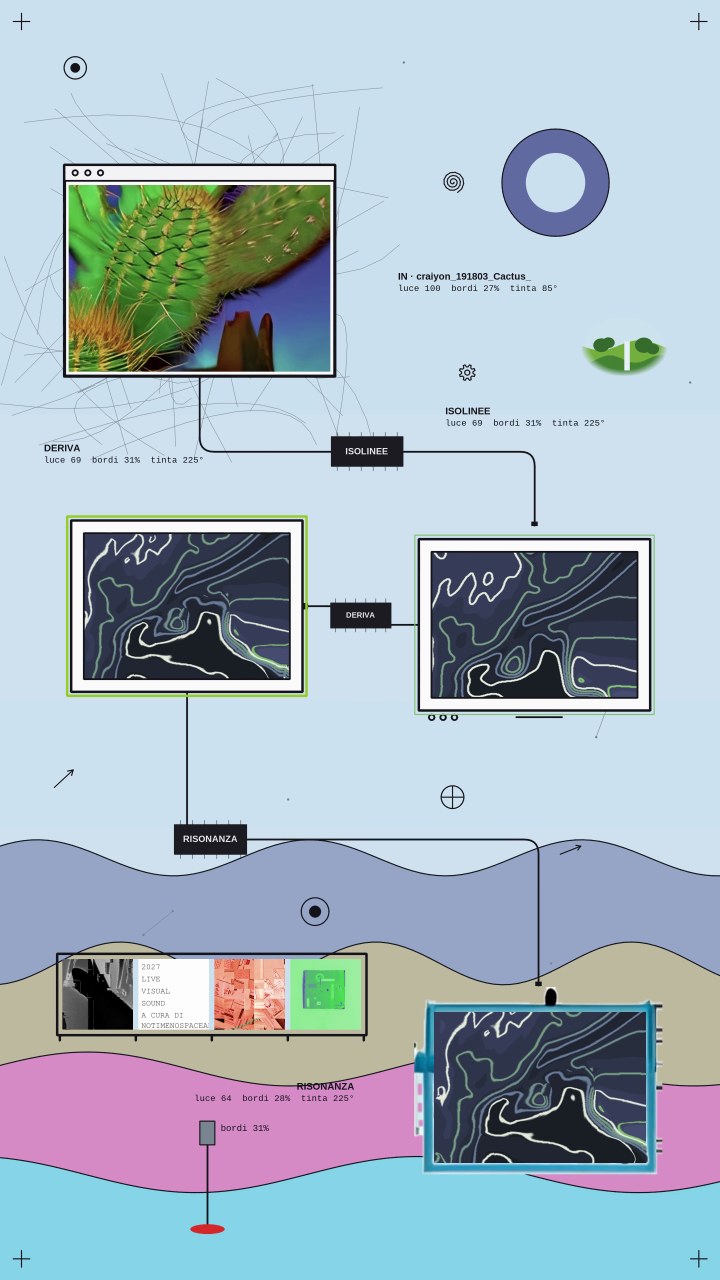 IN · craiyon_191803_Cactus_
luce 100  bordi 27%  tinta 85°
ISOLINEE
luce 69  bordi 31%  tinta 225°
DERIVA
luce 69  bordi 31%  tinta 225°
ISOLINEE
DERIVA
RISONANZA
2027
LIVE
VISUAL
SOUND
A CURA DI
NOTIMENOSPACEA
RISONANZA
luce 64  bordi 28%  tinta 225°
bordi 31%